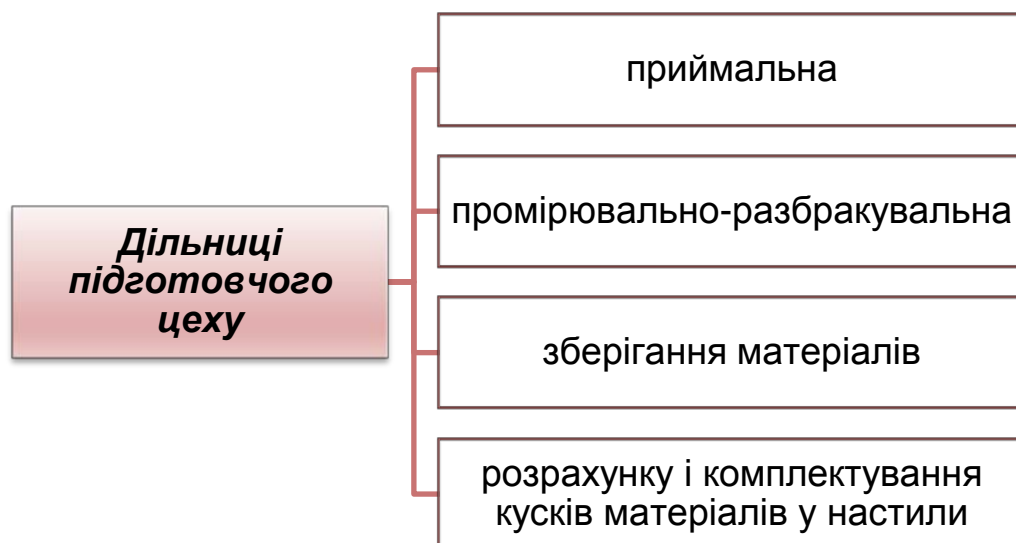 приймальна
промірювально-разбракувальна
Дільниці
підготовчого
цеху
зберігання матеріалів
розрахунку і комплектування
кусків матеріалів у настили